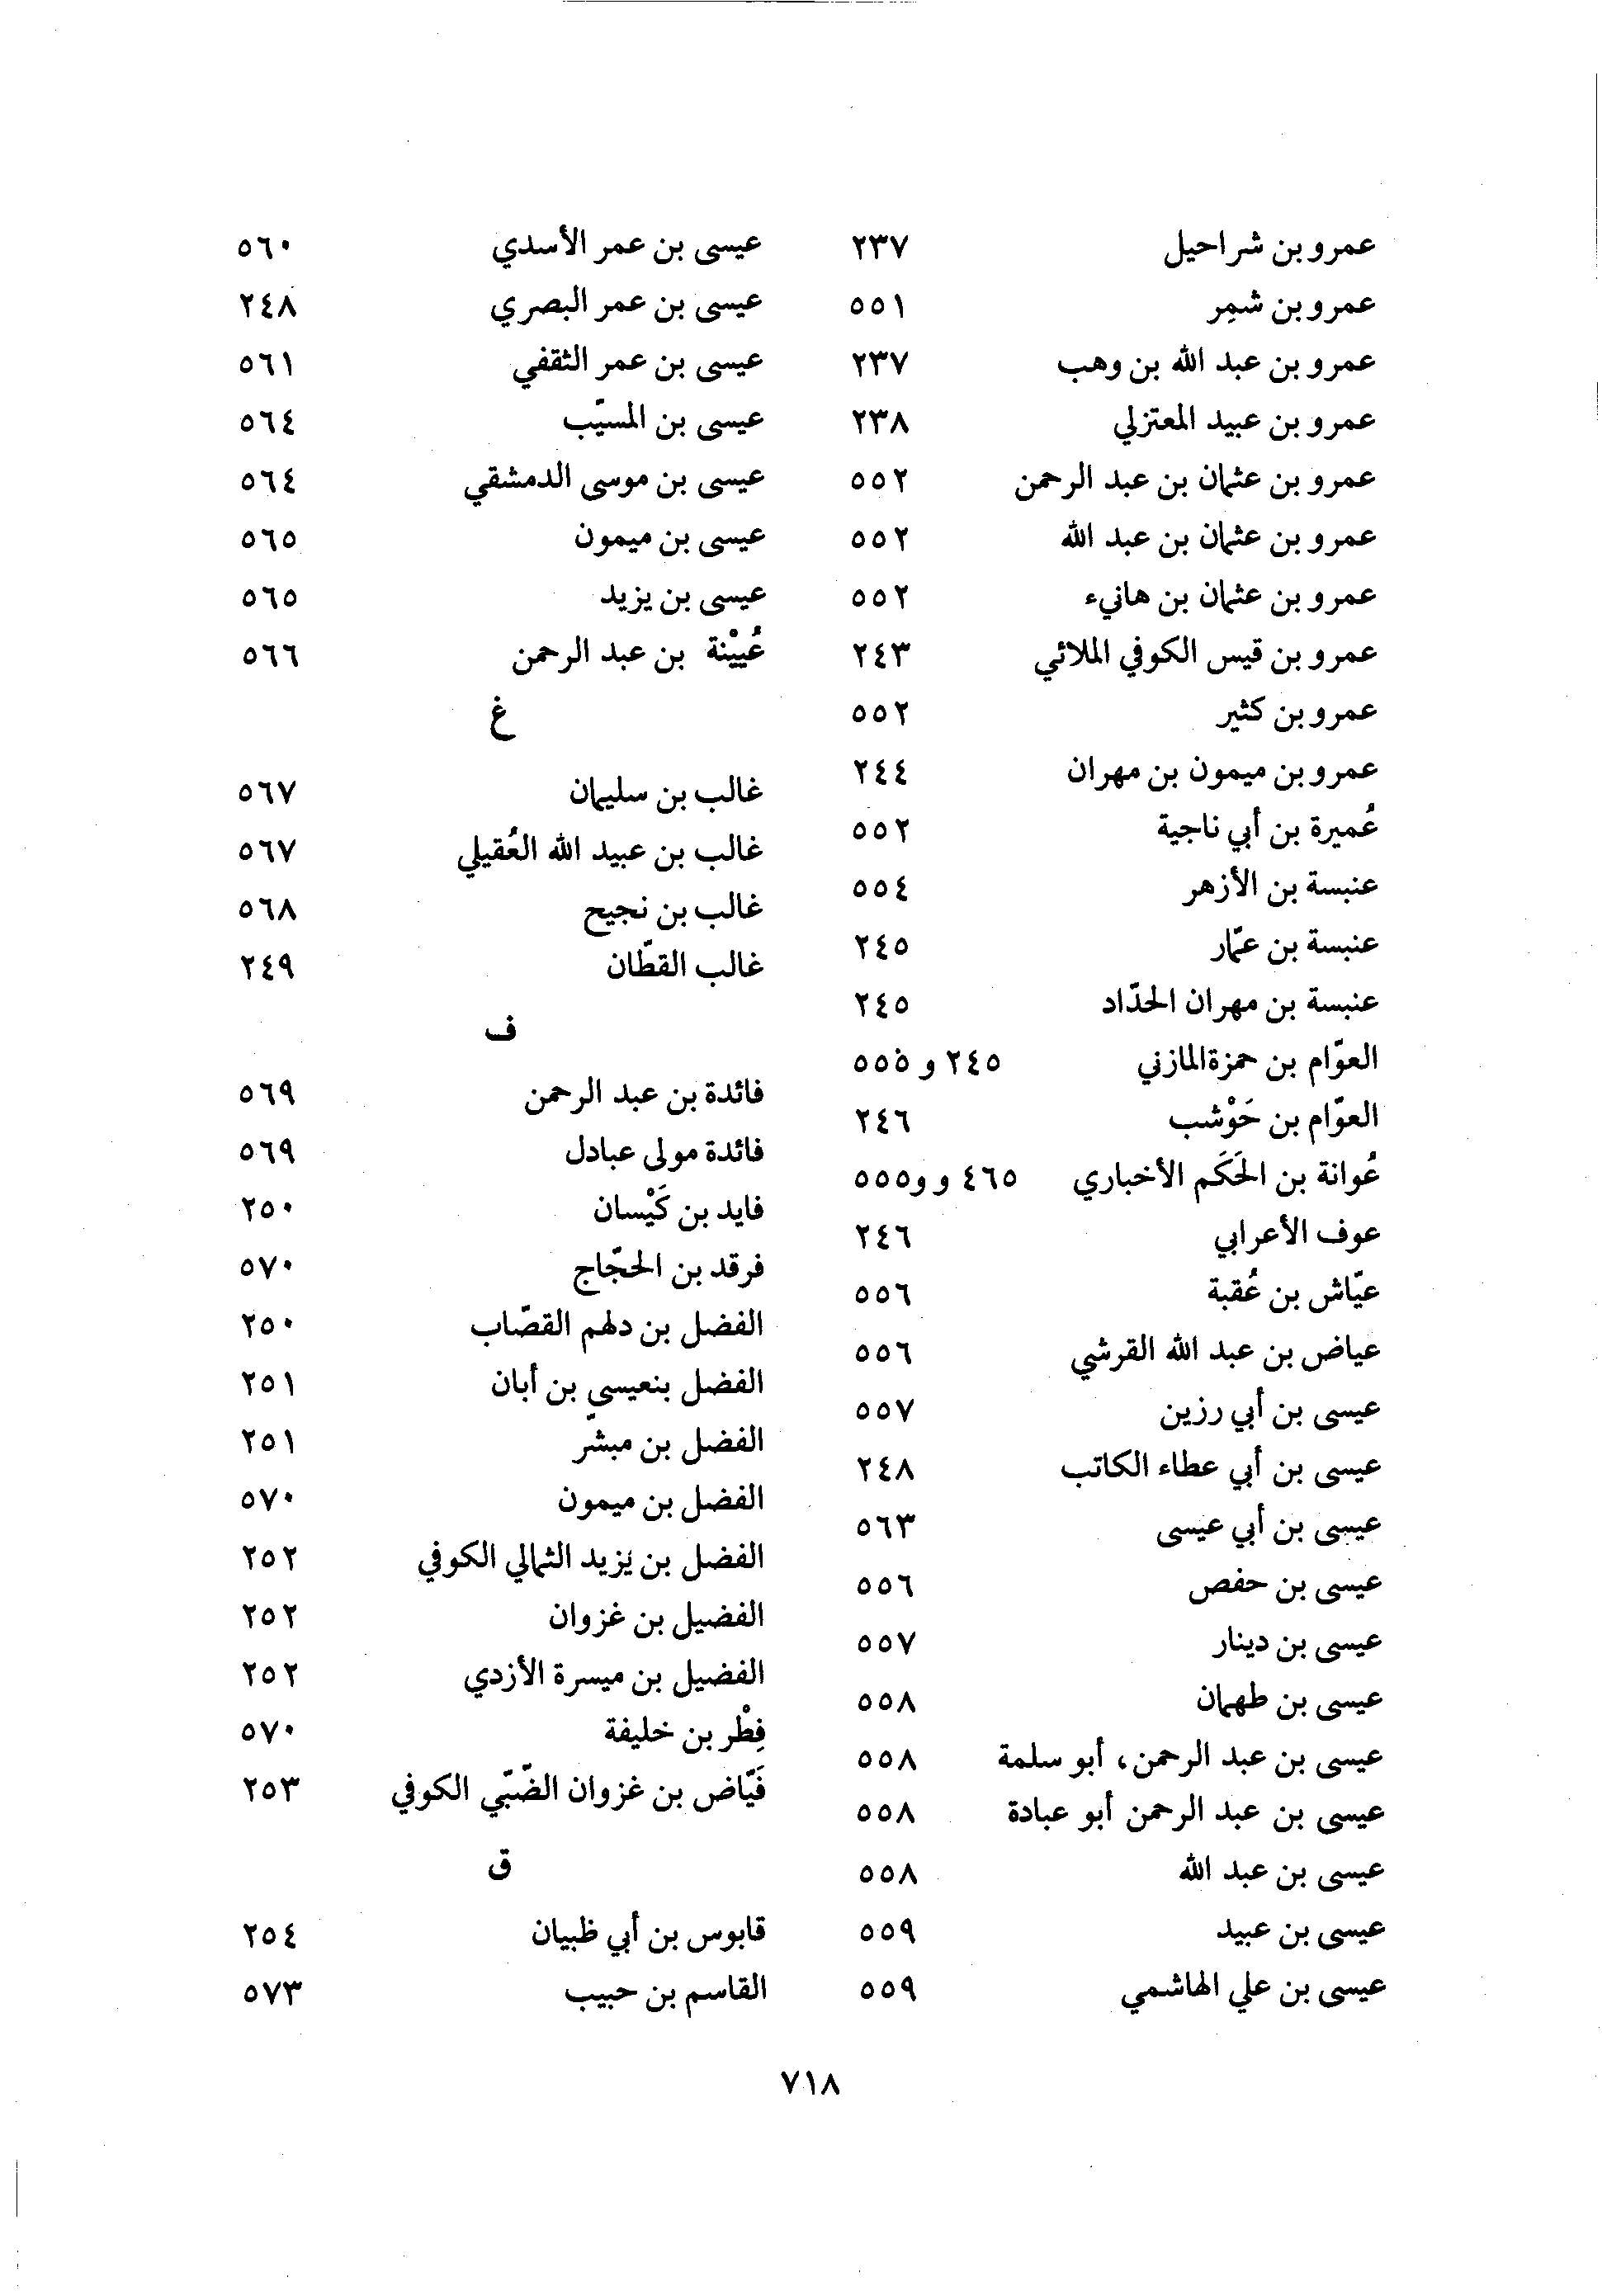 عمرو بن شراحيل ٢٣٧
عمرو بن شمِر ٥٥١
عمرو بن عبد الله بن وهب ٢٣٧
عمرو بن عبيد المعتزلي ٢٣٨
عمرو بن عثمان بن عبد الرحمن ٥٥٢
عمرو بن عثمان بن عبد الله ٥٥٢
عمرو بن عثمان بن هانيء ٥٥٢
عمرو بن قيس الكوفي الملائي ٢٤٣
عمرو بن كثير ٥٥٢
عمرو بن ميمون بن مهران ٢٤٤
عُميرة بن أبي ناجية ٥٥٢
عنبسة بن الأزهر ٥٥٤
عنبسة بن عمّار ٢٤٥
عنبسة بن مهران الحدّاد ٢٤٥
العوّام بن حمزةالمازني ٢٤٥ و ٥٥٥
العوّام بن حَوْشب ٢٤٦
عُوانة بن الحَكَم الأخباري ٤٦٥ و و٥٥٥
عوف الأعرابي ٢٤٦
عيّاش بن عُقبة ٥٥٦
عياض بن عبد الله القرشي ٥٥٦
عيسى بن أبي رزين ٥٥٧
عيسى بن أبي عطاء الكاتب ٢٤٨
عيسى بن أبي عيسى ٥٦٣
عيسى بن حفص ٥٥٦
عيسى بن دينار ٥٥٧
عيسى بن طهمان ٥٥٨
عيسى بن عبد الرحمن، أبو سلمة ٥٥٨
عيسى بن عبد الرحمن أبو عبادة ٥٥٨
عيسى بن عبد الله ٥٥٨
عيسى بن عبيد ٥٥٩
عيسى بن علي الهاشمي ٥٥٩
عيسى بن عمر الأسدي ٥٦٠
عيسى بن عمر البصري ٢٤٨
عيسى بن عمر الثقفي ٥٦١
عيسى بن المسيّب ٥٦٤
عيسى بن موسى الدمشقي ٥٦٤
عيسى بن ميمون ٥٦٥
عيسى بن يزيد ٥٦٥
عُيَيْنة بن عبد الرحمن ٥٦٦
غ
غالب بن سليمان ٥٦٧
غالب بن عبيد الله العُقيلي ٥٦٧
غالب بن نجيح ٥٦٨
غالب القطّان ٢٤٩
ف
فائدة بن عبد الرحمن ٥٦٩
فائدة مولى عبادل ٥٦٩
فايد بن كَيْسان ٢٥٠
فرقد بن الحجّاج ٥٧٠
الفضل بن دلهم القصّاب ٢٥٠
الفضل بنعيسى بن أبان ٢٥١
الفضل بن مبشّر ٢٥١
الفضل بن ميمون ٥٧٠
الفضل بن يزيد الثمالي الكوفي ٢٥٢
الفضيل بن غزوان ٢٥٢
الفضيل بن ميسرة الأزدي ٢٥٢
فِطْر بن خليفة ٥٧٠
فَيّاض بن غزوان الضّبّي الكوفي ٢٥٣
ق
قابوس بن أبي ظبيان ٢٥٤
القاسم بن حبيب ٥٧٣
٧١٨